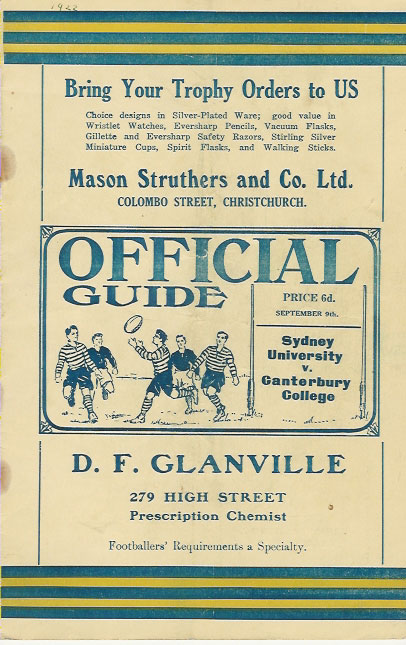 1922
Bring Your Trophy Orders to US
Choice designs in Silver-Plated Ware; good value in
Wristlet Watches, Eversharp Pencils, Vacuum Flasks,
Gillette and Eversharp Safety Razors, Stirling Silver
Miniature Cups, Spirit Flasks, and Walking Sticks.
Mason Struthers and Co. Ltd.
COLOMBO STREET, CHRISTCHURCH.
OFFICIAL
GUIDE
PRICE 6d.
SEPTEMBER 9th.
Sydney
University
v.
Canterbury
College
D. F. GLANVILLE
279 HIGH STREET
Prescription Chemist
Footballers' Requirements a Specialty.